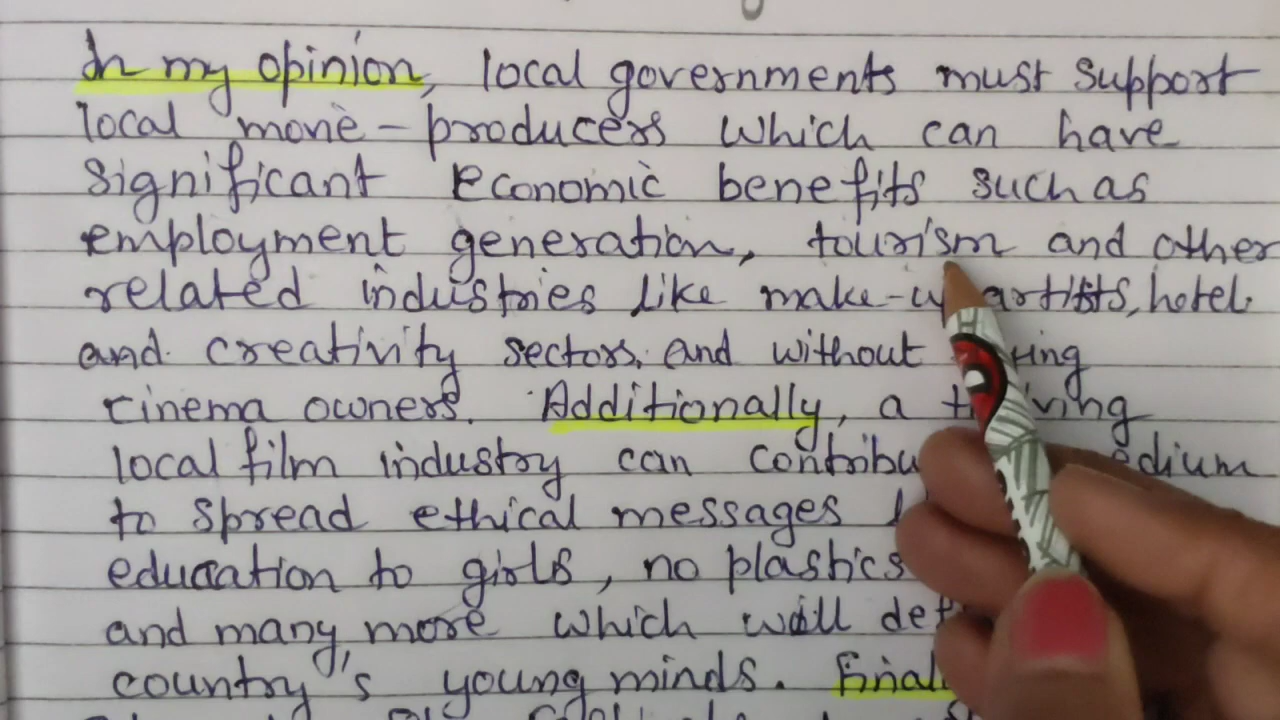 In my opinion, local governments must support
local movie - producers which can have
significant economic benefits such as
employment generation, tourism and other
related industries like make-u artists, hotel
and creativity sectors. and without
cinema owners. Additionally, a
local film industry can
to spread ethical messages
education to girls, no plastics
and many more which will
country's young minds.